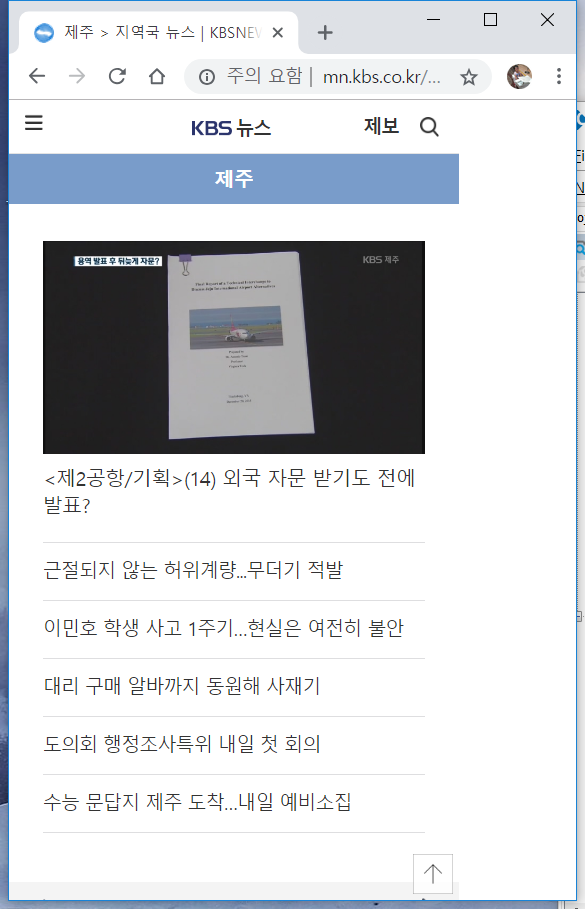 제주 > 지역국 뉴스 | KBSNEW
주의 요함 | mn.kbs.co.kr/...
KBS 뉴스 제보
제주
용역 발표 후 뒤늦게 자문? KBS 제주
<제2공항/기획>(14) 외국 자문 받기도 전에
발표?
근절되지 않는 허위계량...무더기 적발
이민호 학생 사고 1주기…현실은 여전히 불안
대리 구매 알바까지 동원해 사재기
도의회 행정조사특위 내일 첫 회의
수능 문답지 제주 도착…내일 예비소집